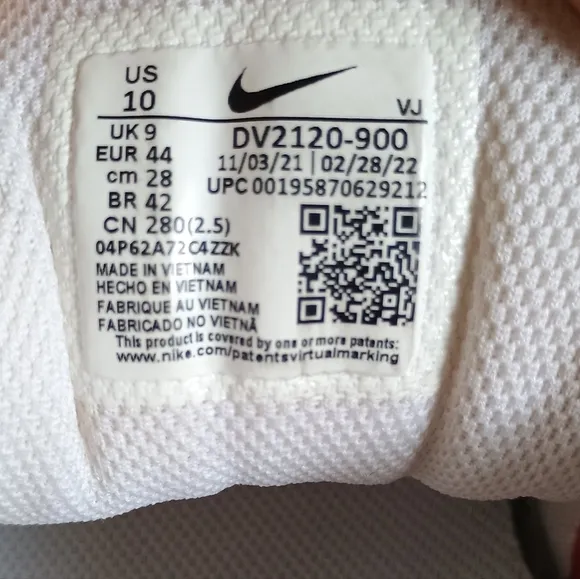 US
10
VJ
UK 9
EUR 44
cm 28
BR 42
CN 280(2.5)
DV2120-900
11/03/21 | 02/28/22
UPC 00195870629212
04P62A72C4ZZK
MADE IN VIETNAM
HECHO EN VIETNAM
FABRIQUE AU VIETNAM
FABRICADO NO VIETNÃ
This product is covered by one or more patents:
www.nike.com/patentsvirtualmarking